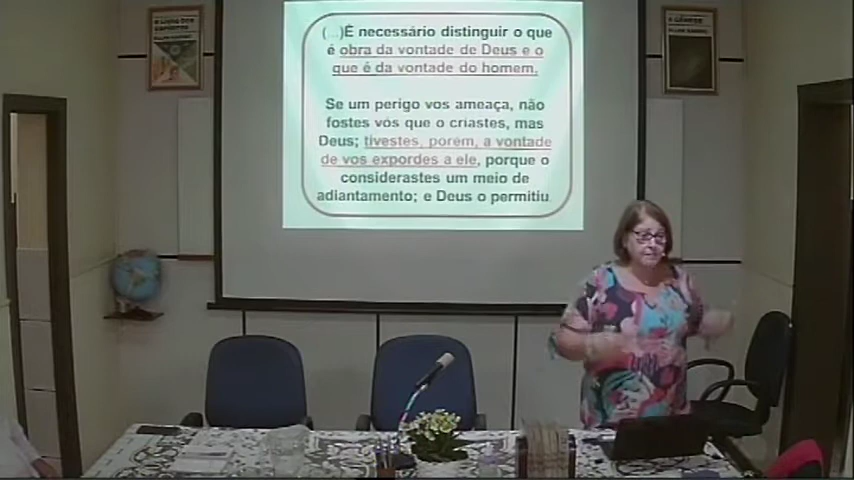 (...)É necessário distinguir o que
é obra da vontade de Deus e o
que é da vontade do homem.
Se um perigo vos ameaça, não
fostes vós que o criastes, mas
Deus; tivestes, porém, a vontade
de vos expordes a ele, porque o
considerastes um meio de
adiantamento; e Deus o permitiu